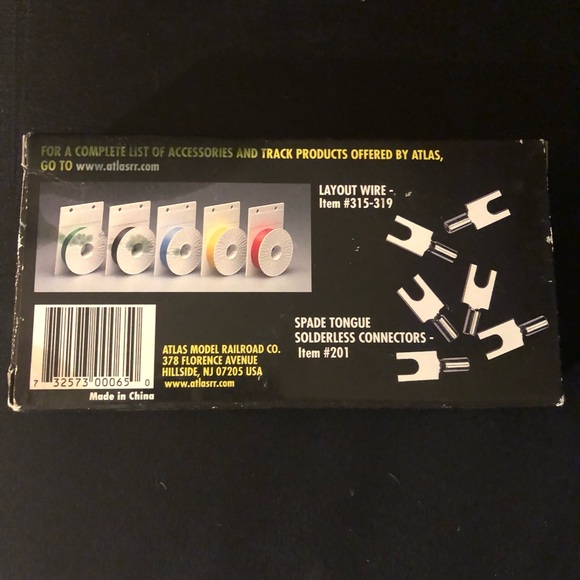 FOR A COMPLETE LIST OF ACCESSORIES AND TRACK PRODUCTS OFFERED BY ATLAS,
GO TO www.atlasrr.com
LAYOUT WIRE -
Item #315-319
SPADE TONGUE
SOLDERLESS CONNECTORS -
Item #201
ATLAS MODEL RAILROAD CO.
378 FLORENCE AVENUE
HILLSIDE, NJ 07205 USA
www.atlasrr.com
7 32573 00065 0
Made in China